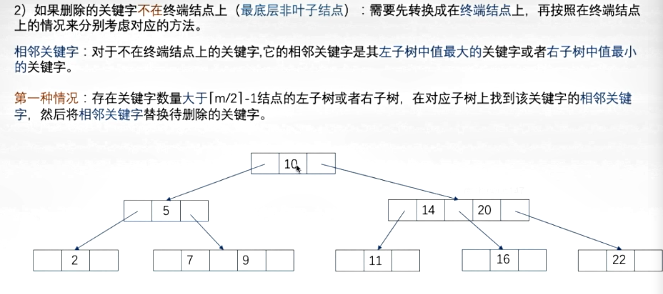 2）如果删除的关键字不在终端结点上（最底层非叶子结点）：需要先转换成在终端结点上，再按照在终端结点
上的情况来分别考虑对应的方法。
相邻关键字：对于不在终端结点上的关键字,它的相邻关键字是其左子树中值最大的关键字或者右子树中值最小
的关键字。
第一种情况：存在关键字数量大于⌈m/2⌉-1结点的左子树或者右子树，在对应子树上找到该关键字的相邻关键
字，然后将相邻关键字替换待删除的关键字。
10
5
14 20
2
7 9
11
16
22